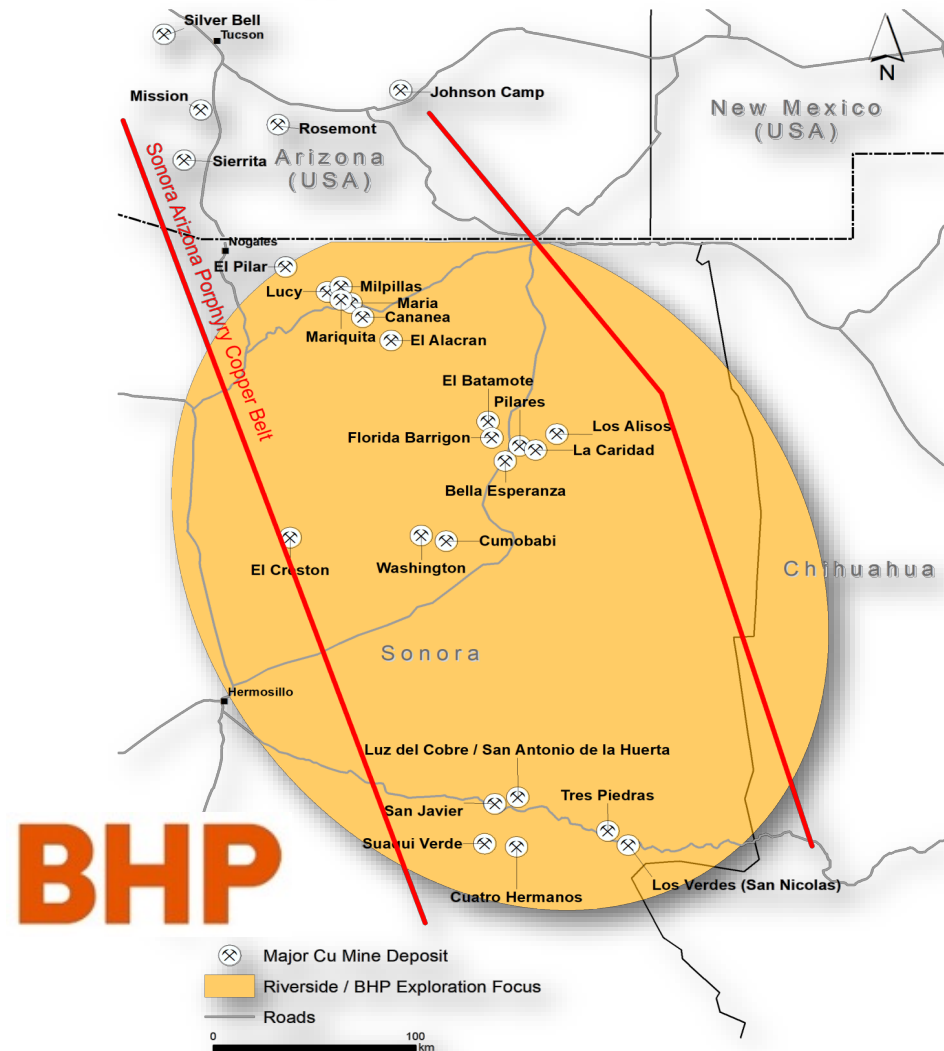 Silver Bell
Tucson
Mission
Johnson Camp
New Mexico
(USA)
N
Rosemont
Sierrita
Arizona
(USA)
Sonora Arizona Porphyry Copper Belt
Nogales
El Pilar
Lucy
Milpillas
Maria
Cananea
Mariquita
El Alacran
El Batamote
Pilares
Florida Barrigon
Los Alisos
La Caridad
Bella Esperanza
El Creston
Washington
Cumobabi
Chihuahua
Sonora
Hermosillo
Luz del Cobre / San Antonio de la Huerta
San Javier
Tres Piedras
Suaqui Verde
Los Verdes (San Nicolas)
Cuatro Hermanos
BHP
Major Cu Mine Deposit
Riverside / BHP Exploration Focus
Roads
0 100
km